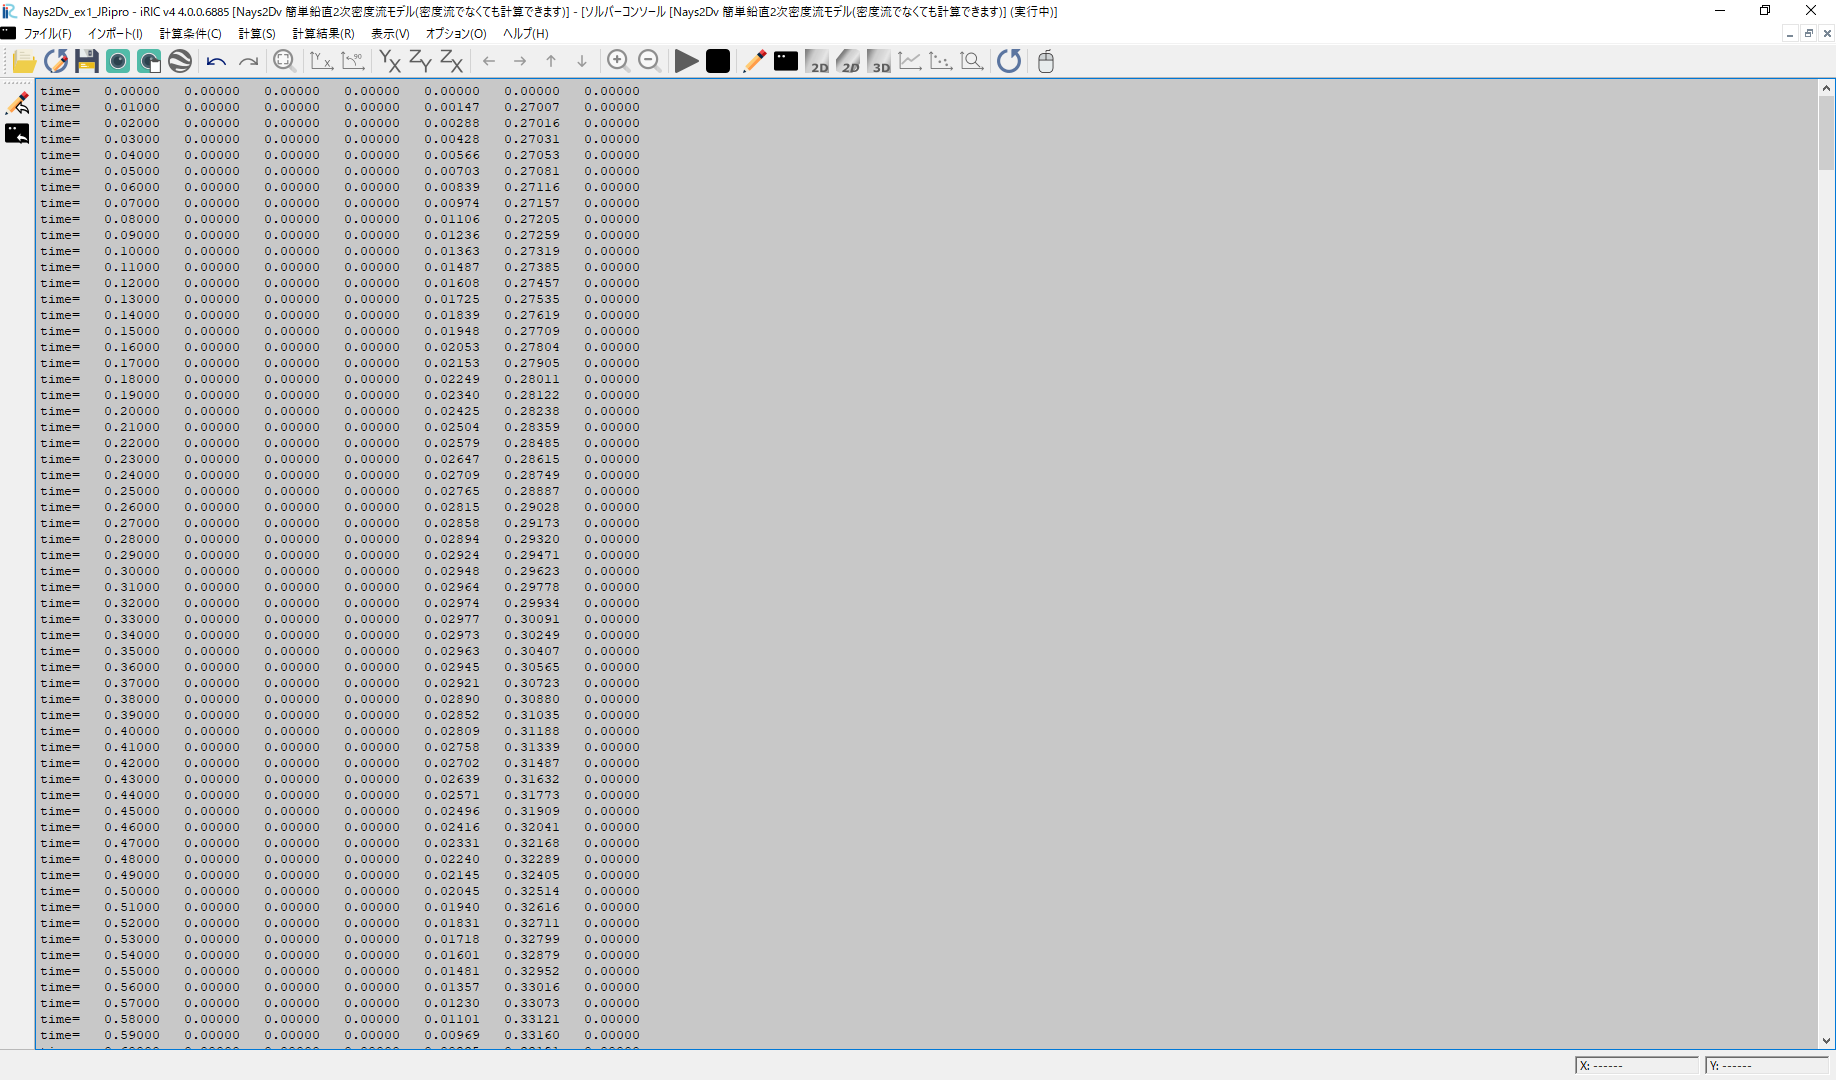 Nays2Dv_ex1_JRipro - iRIC v4 4.0.0.6885 [Nays2Dv 簡単鉛直2次密度流モデル(密度流でなくても計算できます)] - [ソルバーコンソール [Nays2Dv 簡単鉛直2次密度流モデル(密度流でなくても計算できます)] (実行中)]
ファイル(F) インポート(I) 計算条件(C) 計算(S) 計算結果(R) 表示(V) オプション(O) ヘルプ(H)
2D 2D 3D
time= 0.00000 0.00000 0.00000 0.00000 0.00000 0.00000 0.00000
time= 0.01000 0.00000 0.00000 0.00000 0.00147 0.27007 0.00000
time= 0.02000 0.00000 0.00000 0.00000 0.00288 0.27016 0.00000
time= 0.03000 0.00000 0.00000 0.00000 0.00428 0.27031 0.00000
time= 0.04000 0.00000 0.00000 0.00000 0.00566 0.27053 0.00000
time= 0.05000 0.00000 0.00000 0.00000 0.00703 0.27081 0.00000
time= 0.06000 0.00000 0.00000 0.00000 0.00839 0.27116 0.00000
time= 0.07000 0.00000 0.00000 0.00000 0.00974 0.27157 0.00000
time= 0.08000 0.00000 0.00000 0.00000 0.01106 0.27205 0.00000
time= 0.09000 0.00000 0.00000 0.00000 0.01236 0.27259 0.00000
time= 0.10000 0.00000 0.00000 0.00000 0.01363 0.27319 0.00000
time= 0.11000 0.00000 0.00000 0.00000 0.01487 0.27385 0.00000
time= 0.12000 0.00000 0.00000 0.00000 0.01608 0.27457 0.00000
time= 0.13000 0.00000 0.00000 0.00000 0.01725 0.27535 0.00000
time= 0.14000 0.00000 0.00000 0.00000 0.01839 0.27619 0.00000
time= 0.15000 0.00000 0.00000 0.00000 0.01948 0.27709 0.00000
time= 0.16000 0.00000 0.00000 0.00000 0.02053 0.27804 0.00000
time= 0.17000 0.00000 0.00000 0.00000 0.02153 0.27905 0.00000
time= 0.18000 0.00000 0.00000 0.00000 0.02249 0.28011 0.00000
time= 0.19000 0.00000 0.00000 0.00000 0.02340 0.28122 0.00000
time= 0.20000 0.00000 0.00000 0.00000 0.02425 0.28238 0.00000
time= 0.21000 0.00000 0.00000 0.00000 0.02504 0.28359 0.00000
time= 0.22000 0.00000 0.00000 0.00000 0.02579 0.28485 0.00000
time= 0.23000 0.00000 0.00000 0.00000 0.02647 0.28615 0.00000
time= 0.24000 0.00000 0.00000 0.00000 0.02709 0.28749 0.00000
time= 0.25000 0.00000 0.00000 0.00000 0.02765 0.28887 0.00000
time= 0.26000 0.00000 0.00000 0.00000 0.02815 0.29028 0.00000
time= 0.27000 0.00000 0.00000 0.00000 0.02858 0.29173 0.00000
time= 0.28000 0.00000 0.00000 0.00000 0.02894 0.29320 0.00000
time= 0.29000 0.00000 0.00000 0.00000 0.02924 0.29471 0.00000
time= 0.30000 0.00000 0.00000 0.00000 0.02948 0.29623 0.00000
time= 0.31000 0.00000 0.00000 0.00000 0.02964 0.29778 0.00000
time= 0.32000 0.00000 0.00000 0.00000 0.02974 0.29934 0.00000
time= 0.33000 0.00000 0.00000 0.00000 0.02977 0.30091 0.00000
time= 0.34000 0.00000 0.00000 0.00000 0.02973 0.30249 0.00000
time= 0.35000 0.00000 0.00000 0.00000 0.02963 0.30407 0.00000
time= 0.36000 0.00000 0.00000 0.00000 0.02945 0.30565 0.00000
time= 0.37000 0.00000 0.00000 0.00000 0.02921 0.30723 0.00000
time= 0.38000 0.00000 0.00000 0.00000 0.02890 0.30880 0.00000
time= 0.39000 0.00000 0.00000 0.00000 0.02852 0.31035 0.00000
time= 0.40000 0.00000 0.00000 0.00000 0.02809 0.31188 0.00000
time= 0.41000 0.00000 0.00000 0.00000 0.02758 0.31339 0.00000
time= 0.42000 0.00000 0.00000 0.00000 0.02702 0.31487 0.00000
time= 0.43000 0.00000 0.00000 0.00000 0.02639 0.31632 0.00000
time= 0.44000 0.00000 0.00000 0.00000 0.02571 0.31773 0.00000
time= 0.45000 0.00000 0.00000 0.00000 0.02496 0.31909 0.00000
time= 0.46000 0.00000 0.00000 0.00000 0.02416 0.32041 0.00000
time= 0.47000 0.00000 0.00000 0.00000 0.02331 0.32168 0.00000
time= 0.48000 0.00000 0.00000 0.00000 0.02240 0.32289 0.00000
time= 0.49000 0.00000 0.00000 0.00000 0.02145 0.32405 0.00000
time= 0.50000 0.00000 0.00000 0.00000 0.02045 0.32514 0.00000
time= 0.51000 0.00000 0.00000 0.00000 0.01940 0.32616 0.00000
time= 0.52000 0.00000 0.00000 0.00000 0.01831 0.32711 0.00000
time= 0.53000 0.00000 0.00000 0.00000 0.01718 0.32799 0.00000
time= 0.54000 0.00000 0.00000 0.00000 0.01601 0.32879 0.00000
time= 0.55000 0.00000 0.00000 0.00000 0.01481 0.32952 0.00000
time= 0.56000 0.00000 0.00000 0.00000 0.01357 0.33016 0.00000
time= 0.57000 0.00000 0.00000 0.00000 0.01230 0.33073 0.00000
time= 0.58000 0.00000 0.00000 0.00000 0.01101 0.33121 0.00000
time= 0.59000 0.00000 0.00000 0.00000 0.00969 0.33160 0.00000
X: ------ Y: ------